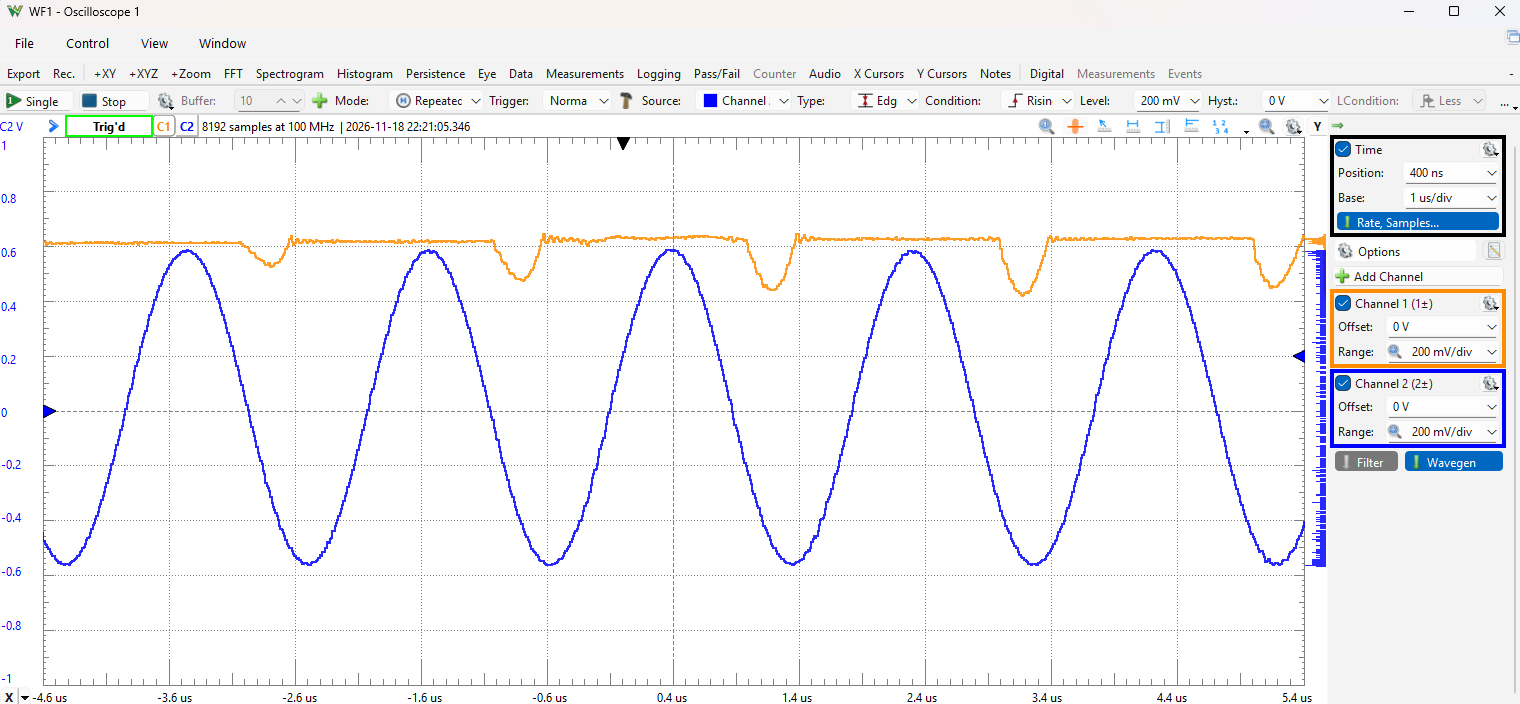 WF1 - Oscilloscope 1
File Control View Window
Export Rec. +XY +XYZ +Zoom FFT Spectrogram Histogram Persistence Eye Data Measurements Logging Pass/Fail Counter Audio X Cursors Y Cursors Notes Digital Measurements Events
Single Stop Buffer: 10 Mode: Repeatec Trigger: Norma Source: Channel Type: Edg Condition: Risin Level: 200 mV Hyst.: 0 V LCondition: Less ...
C2 V Trig'd C1 C2 8192 samples at 100 MHz | 2026-11-18 22:21:05.346 Y
1
0.8
0.6
0.4
0.2
0
-0.2
-0.4
-0.6
-0.8
-1
X -4.6 us -3.6 us -2.6 us -1.6 us -0.6 us 0.4 us 1.4 us 2.4 us 3.4 us 4.4 us 5.4 us
Time
Position: 400 ns
Base: 1 us/div
Rate, Samples...
Options
Add Channel
Channel 1 (1±)
Offset: 0 V
Range: 200 mV/div
Channel 2 (2±)
Offset: 0 V
Range: 200 mV/div
Filter Wavegen